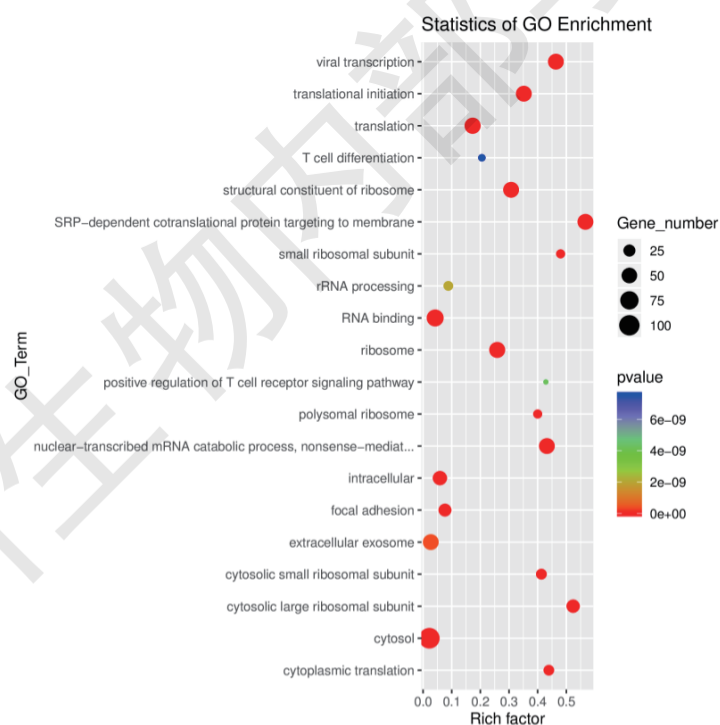 Statistics of GO Enrichment
viral transcription
translational initiation
translation
T cell differentiation
structural constituent of ribosome
SRP−dependent cotranslational protein targeting to membrane
small ribosomal subunit
rRNA processing
RNA binding
ribosome
positive regulation of T cell receptor signaling pathway
polysomal ribosome
nuclear−transcribed mRNA catabolic process, nonsense−mediat...
intracellular
focal adhesion
extracellular exosome
cytosolic small ribosomal subunit
cytosolic large ribosomal subunit
cytosol
cytoplasmic translation
GO_Term
0.0 0.1 0.2 0.3 0.4 0.5
Rich factor
Gene_number
25
50
75
100
pvalue
6e−09
4e−09
2e−09
0e+00
生物内部